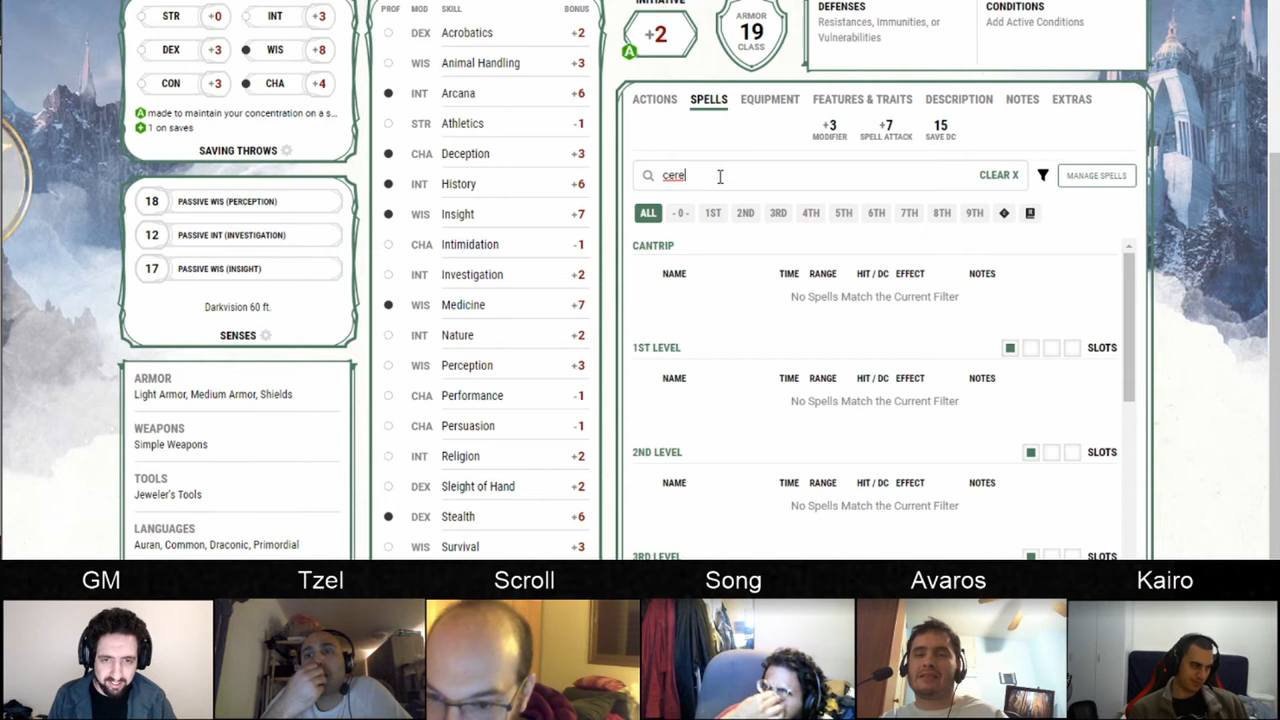 STR +0 INT +3
DEX +3 WIS +8
CON +3 CHA +4
A made to maintain your concentration on a s...
1 on saves
SAVING THROWS
18 PASSIVE WIS (PERCEPTION)
12 PASSIVE INT (INVESTIGATION)
17 PASSIVE WIS (INSIGHT)
Darkvision 60 ft.
SENSES
ARMOR
Light Armor, Medium Armor, Shields
WEAPONS
Simple Weapons
TOOLS
Jeweler's Tools
LANGUAGES
Auran, Common, Draconic, Primordial
PROF MOD SKILL BONUS
DEX Acrobatics +2
WIS Animal Handling +3
INT Arcana +6
STR Athletics -1
CHA Deception +3
INT History +6
WIS Insight +7
CHA Intimidation -1
INT Investigation +2
WIS Medicine +7
INT Nature +2
WIS Perception +3
CHA Performance -1
CHA Persuasion -1
INT Religion +2
DEX Sleight of Hand +2
DEX Stealth +6
WIS Survival +3
INITIATIVE
+2
A
ARMOR
19
CLASS
DEFENSES
Resistances, Immunities, or
Vulnerabilities
CONDITIONS
Add Active Conditions
ACTIONS SPELLS EQUIPMENT FEATURES & TRAITS DESCRIPTION NOTES EXTRAS
+3 +7 15
MODIFIER SPELL ATTACK SAVE DC
cere CLEAR X MANAGE SPELLS
ALL - 0 - 1ST 2ND 3RD 4TH 5TH 6TH 7TH 8TH 9TH
CANTRIP
NAME TIME RANGE HIT / DC EFFECT NOTES
No Spells Match the Current Filter
1ST LEVEL SLOTS
NAME TIME RANGE HIT / DC EFFECT NOTES
No Spells Match the Current Filter
2ND LEVEL SLOTS
NAME TIME RANGE HIT / DC EFFECT NOTES
No Spells Match the Current Filter
3RD LEVEL SLOTS
GM Tzel Scroll Song Avaros Kairo